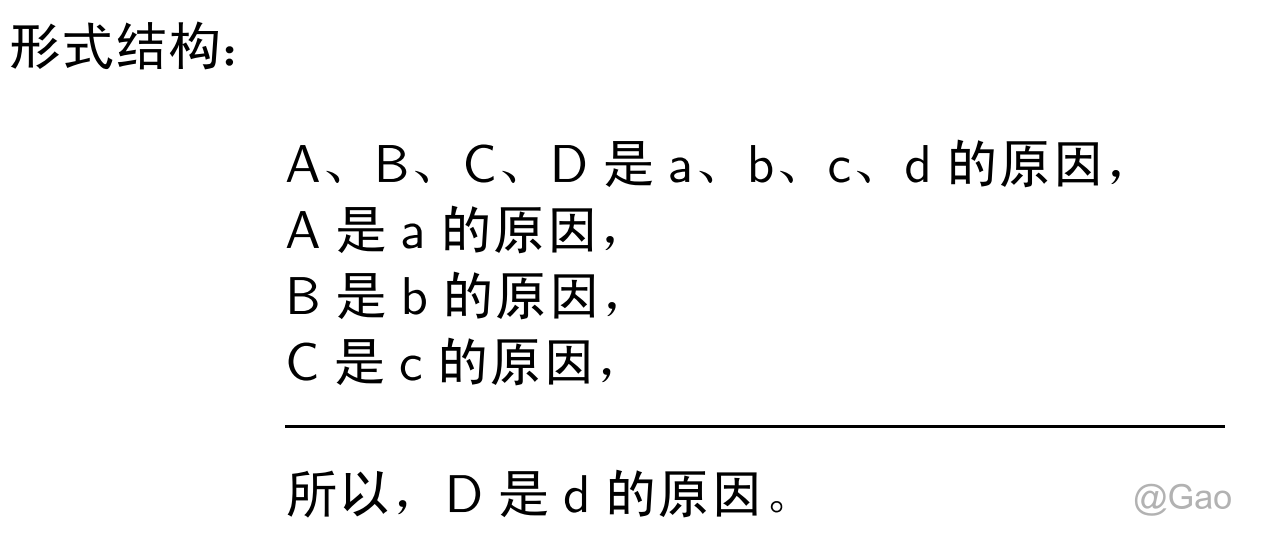 形式结构：
A、B、C、D 是 a、b、c、d 的原因，
A 是 a 的原因，
B 是 b 的原因，
C 是 c 的原因，
所以，D 是 d 的原因。
@Gao